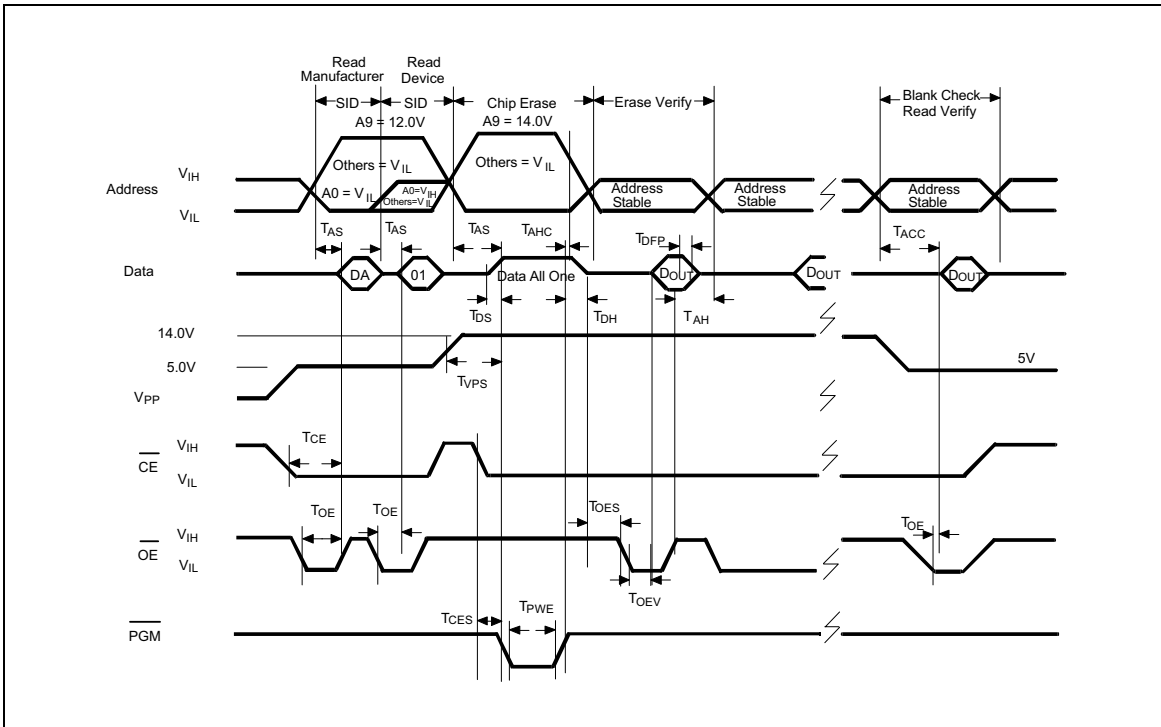 Read Manufacturer
SID
Read Device
SID
Chip Erase
Erase Verify
Blank Check
Read Verify
A9 = 12.0V
A9 = 14.0V
Others = VIL
Others = VIL
Address
VIH
VIL
A0 = VIL
A0=VIH
Others=VIL
Address Stable
Address Stable
Address Stable
TAS
TAS
TAS
TAHC
TDFP
TACC
Data
DA
01
Data All One
DOUT
DOUT
DOUT
TDS
TDH
TAH
14.0V
5.0V
VPP
TVPS
5V
CE
VIH
VIL
TCE
OE
VIH
VIL
TOE
TOE
TOES
TOE
TOEV
PGM
TCES
TPWE